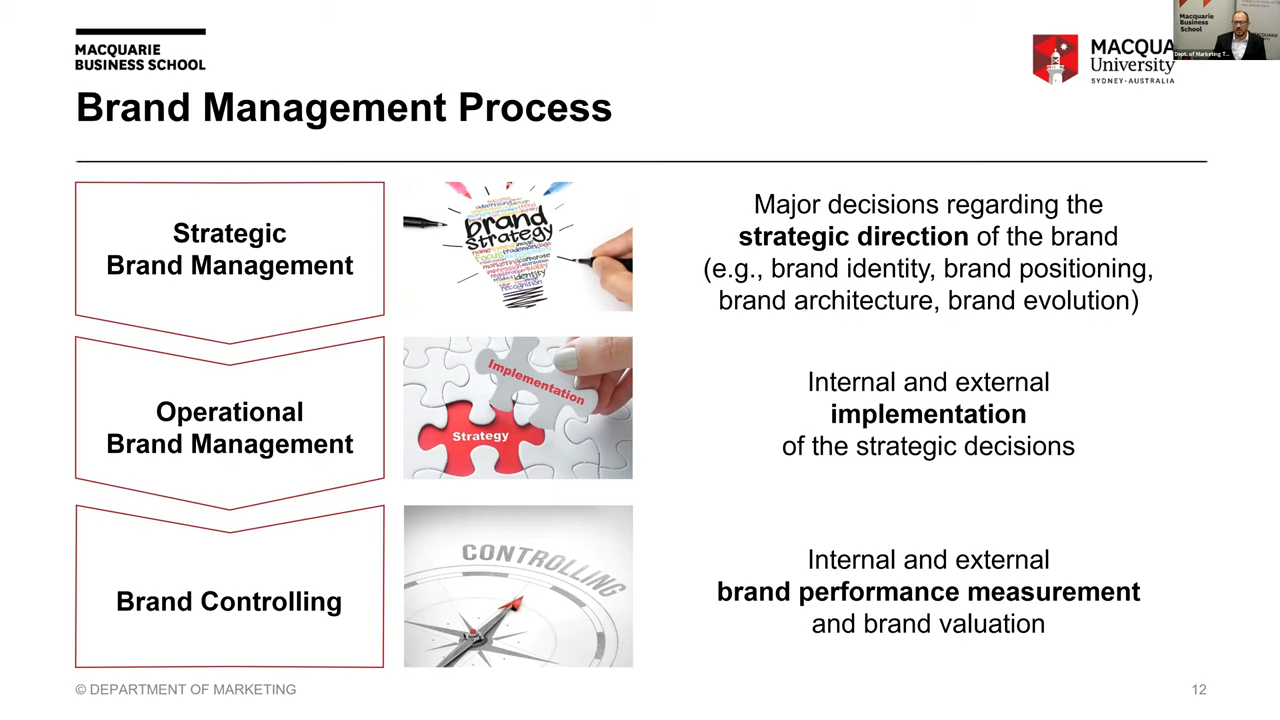 MACQUARIE
BUSINESS SCHOOL
MACQUA
University
SYDNEY·AUSTRALIA
Macquarie
Business
School
Dept. of Marketing T...
Brand Management Process
Strategic
Brand Management
brand
strategy
Major decisions regarding the
strategic direction of the brand
(e.g., brand identity, brand positioning,
brand architecture, brand evolution)
Operational
Brand Management
Implementation
Strategy
Internal and external
implementation
of the strategic decisions
Brand Controlling
CONTROLLING
Internal and external
brand performance measurement
and brand valuation
© DEPARTMENT OF MARKETING
12